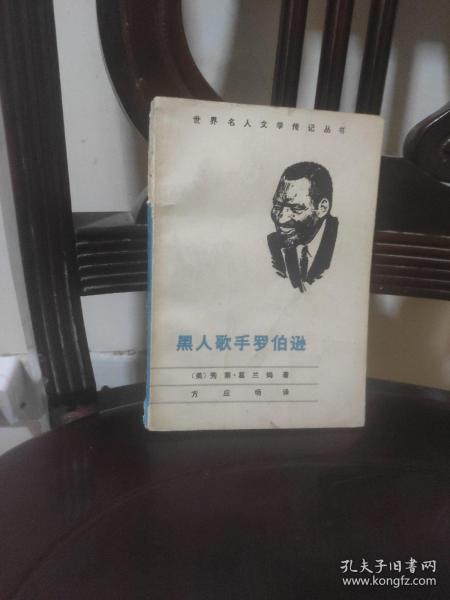 世界名人文学传记丛书
黑人歌手罗伯逊
〔美〕秀莱·葛兰姆 著
方应旸 译
孔夫子旧书网
www.kongfz.com